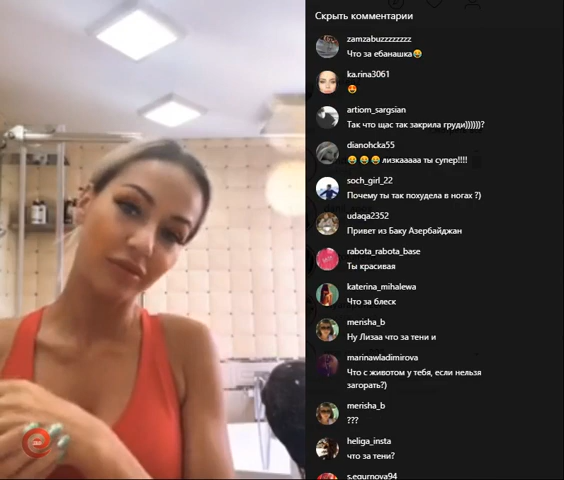 Скрыть комментарии
zamzabuzzzzzzzz
Что за ебанашка😂
ka.rina3061
😍
artiom_sargsian
Так что щас так закрила груди))))))?
dianohcka55
😂 😂 😂 лизкааааа ты супер!!!!
soch_girl_22
Почему ты так похудела в ногах ?)
udaqa2352
Привет из Баку Азербайджан
rabota_rabota_base
Ты красивая
katerina_mihalewa
Что за блеск
merisha_b
Ну Лизаа что за тени и
marinawladimirova
Что с животом у тебя, если нельзя
загорать?)
merisha_b
???
heliga_insta
что за тени?
s.egurnova94